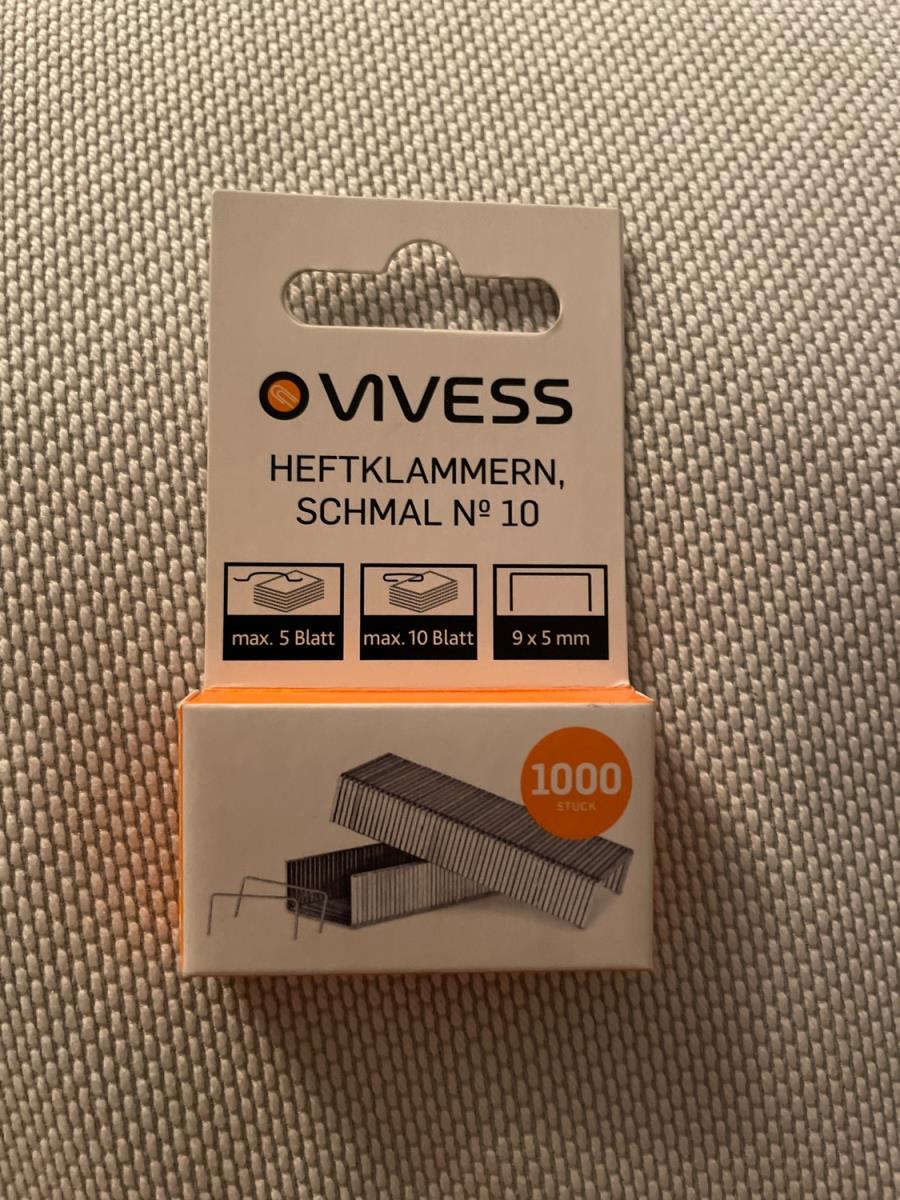 VIVESS
HEFTKLAMMERN,
SCHMAL Nº 10
max. 5 Blatt
max. 10 Blatt
9 x 5 mm
1000
STÜCK